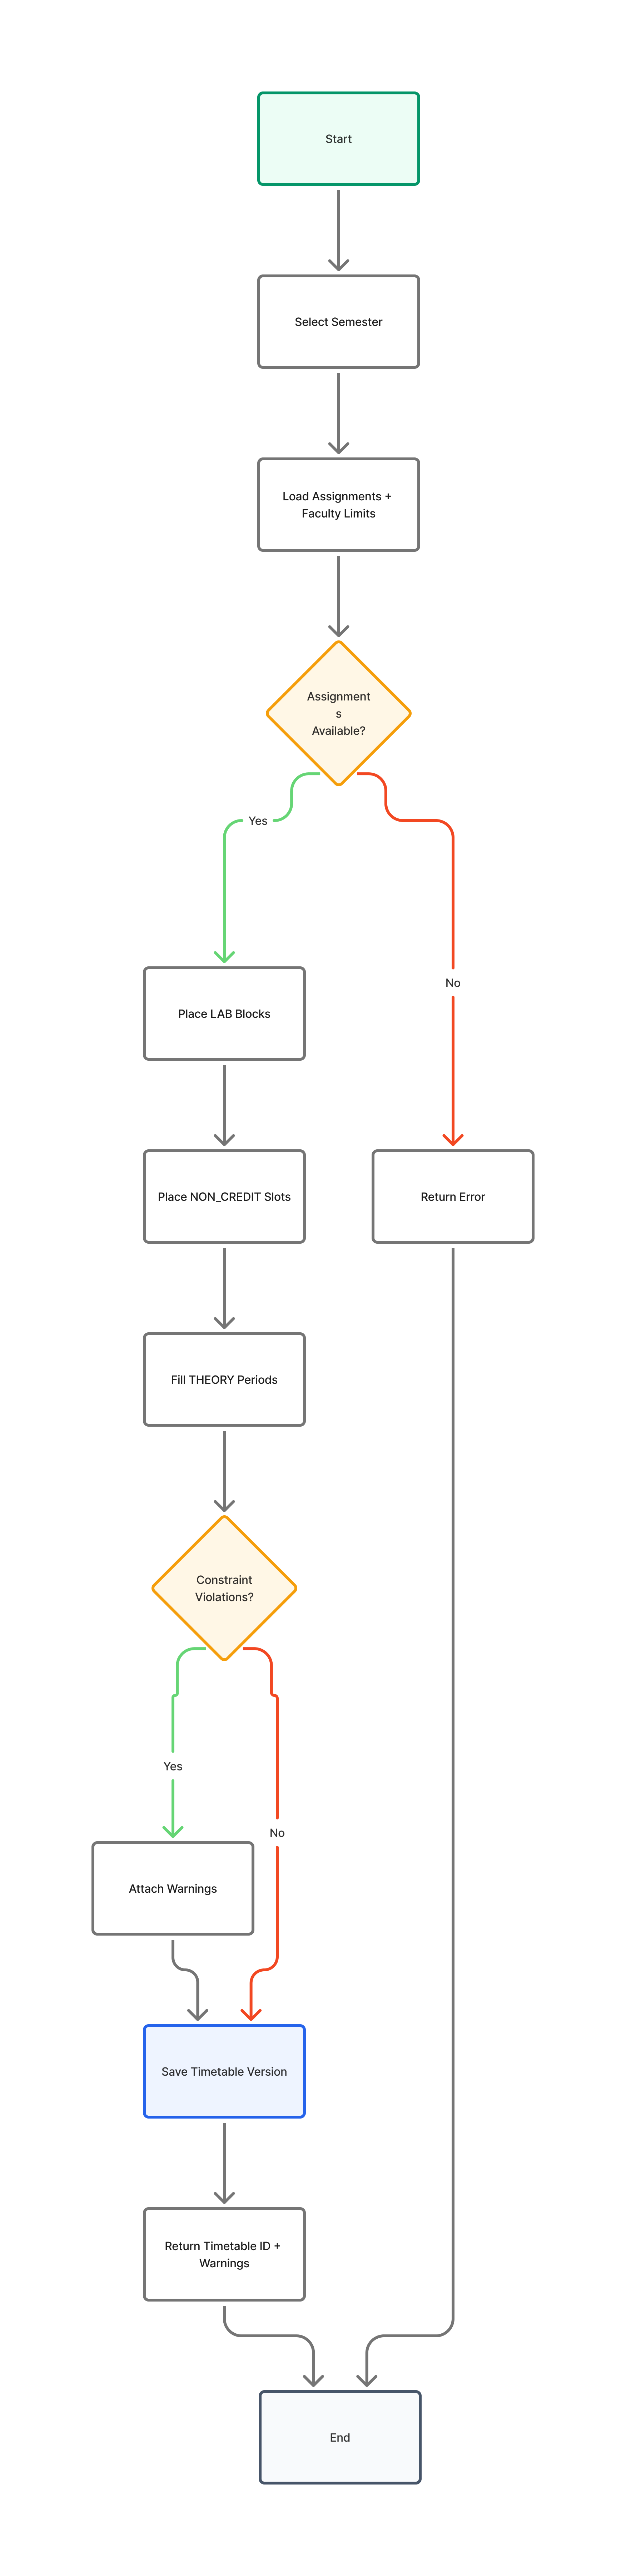 Start
Select Semester
Load Assignments +
Faculty Limits
Assignment
s
Available?
Yes
No
Place LAB Blocks
Place NON_CREDIT Slots
Return Error
Fill THEORY Periods
Constraint
Violations?
Yes
No
Attach Warnings
Save Timetable Version
Return Timetable ID +
Warnings
End